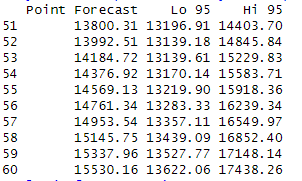 Point Forecast Lo 95 Hi 95
51 13800.31 13196.91 14403.70
52 13992.51 13139.18 14845.84
53 14184.72 13139.61 15229.83
54 14376.92 13170.14 15583.71
55 14569.13 13219.90 15918.36
56 14761.34 13283.33 16239.34
57 14953.54 13357.11 16549.97
58 15145.75 13439.09 16852.40
59 15337.96 13527.77 17148.14
60 15530.16 13622.06 17438.26